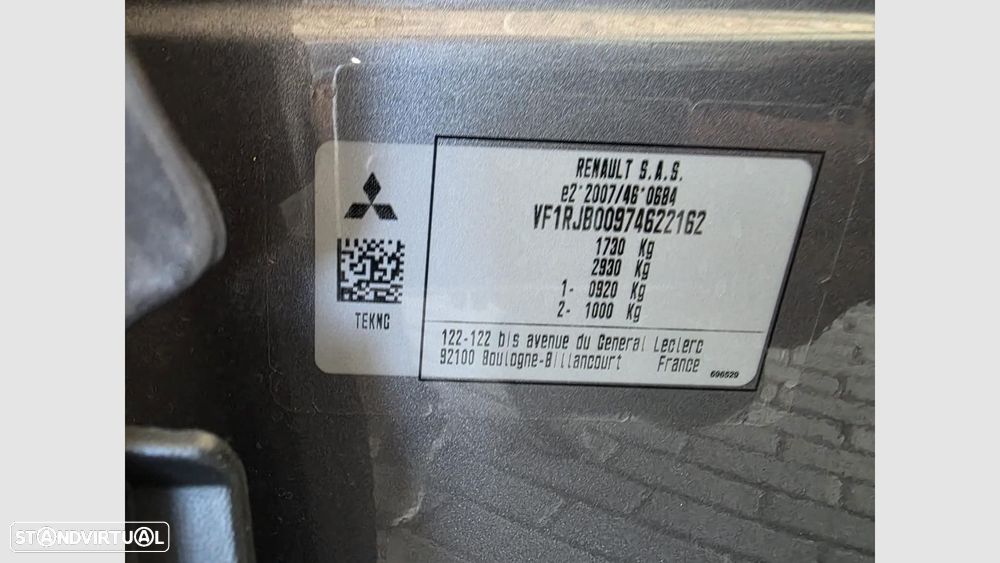 RENAULT S.A.S.
e2*2007/46*0684
VF1RJB00974622162
1730 Kg
2930 Kg
1- 0920 Kg
2- 1000 Kg
TEKMC
122-122 bis avenue du General Leclerc
92100 Boulogne-Billancourt France
696529
STANDVIRTUAL